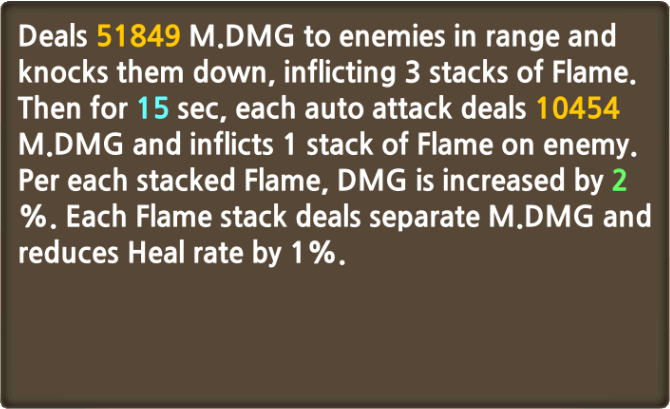 Deals 51849 M.DMG to enemies in range and
knocks them down, inflicting 3 stacks of Flame.
Then for 15 sec, each auto attack deals 10454
M.DMG and inflicts 1 stack of Flame on enemy.
Per each stacked Flame, DMG is increased by 2
%. Each Flame stack deals separate M.DMG and
reduces Heal rate by 1%.